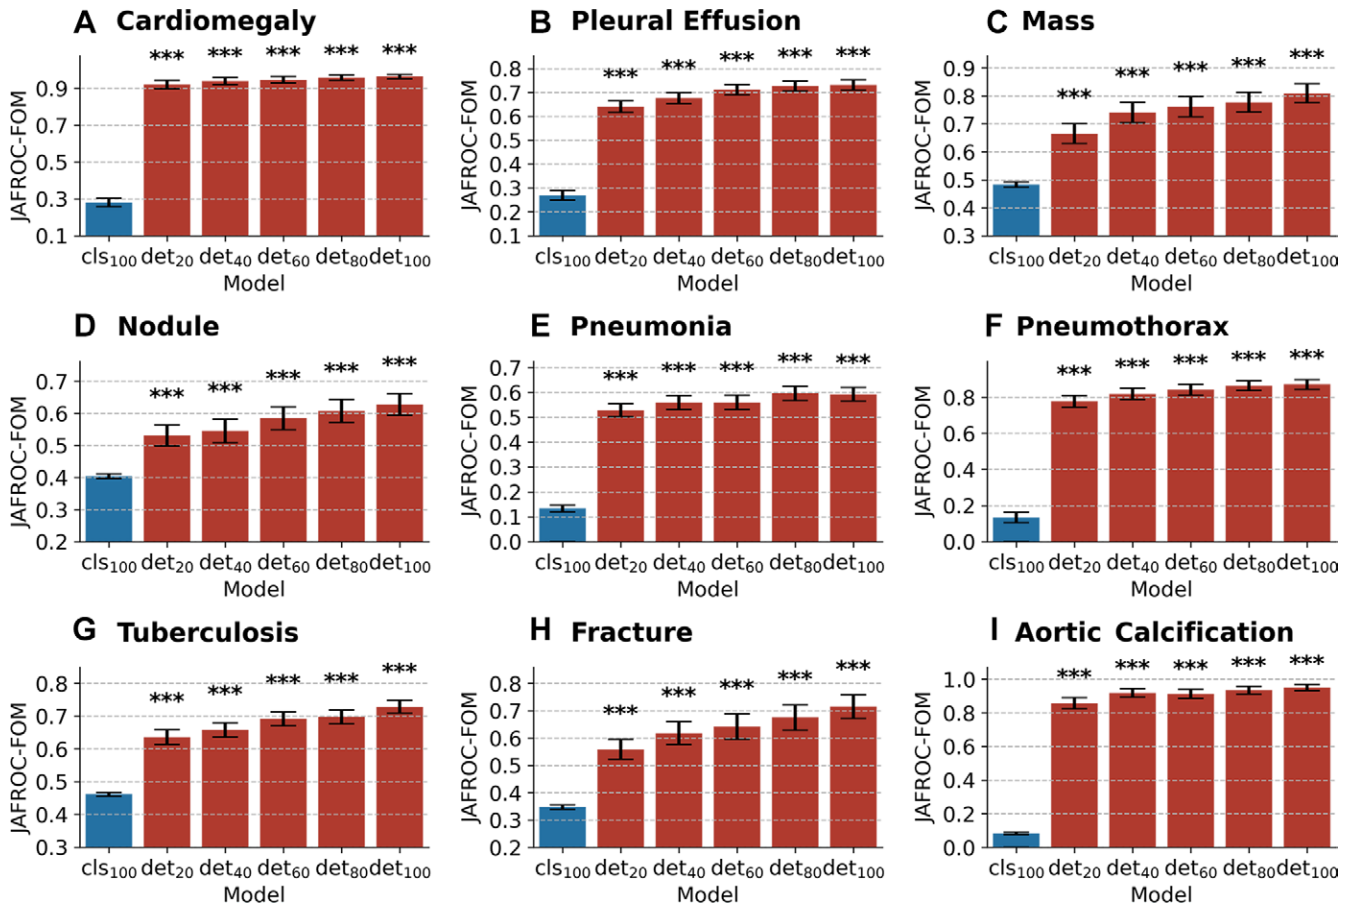 A Cardiomegaly
JAFROC-FOM
0.9
0.7
0.5
0.3
0.1
*** *** *** *** ***
cls₁₀₀ det₂₀ det₄₀ det₆₀ det₈₀ det₁₀₀
Model
B Pleural Effusion
JAFROC-FOM
0.8
0.7
0.6
0.5
0.4
0.3
0.2
0.1
*** *** *** *** ***
cls₁₀₀ det₂₀ det₄₀ det₆₀ det₈₀ det₁₀₀
Model
C Mass
JAFROC-FOM
0.9
0.8
0.7
0.6
0.5
0.4
0.3
*** *** *** *** ***
cls₁₀₀ det₂₀ det₄₀ det₆₀ det₈₀ det₁₀₀
Model
D Nodule
JAFROC-FOM
0.7
0.6
0.5
0.4
0.3
0.2
*** *** *** *** ***
cls₁₀₀ det₂₀ det₄₀ det₆₀ det₈₀ det₁₀₀
Model
E Pneumonia
JAFROC-FOM
0.7
0.6
0.5
0.4
0.3
0.2
0.1
0.0
*** *** *** *** ***
cls₁₀₀ det₂₀ det₄₀ det₆₀ det₈₀ det₁₀₀
Model
F Pneumothorax
JAFROC-FOM
0.8
0.6
0.4
0.2
0.0
*** *** *** *** ***
cls₁₀₀ det₂₀ det₄₀ det₆₀ det₈₀ det₁₀₀
Model
G Tuberculosis
JAFROC-FOM
0.8
0.7
0.6
0.5
0.4
0.3
*** *** *** *** ***
cls₁₀₀ det₂₀ det₄₀ det₆₀ det₈₀ det₁₀₀
Model
H Fracture
JAFROC-FOM
0.8
0.7
0.6
0.5
0.4
0.3
0.2
*** *** *** *** ***
cls₁₀₀ det₂₀ det₄₀ det₆₀ det₈₀ det₁₀₀
Model
I Aortic Calcification
JAFROC-FOM
1.0
0.8
0.6
0.4
0.2
0.0
*** *** *** *** ***
cls₁₀₀ det₂₀ det₄₀ det₆₀ det₈₀ det₁₀₀
Model